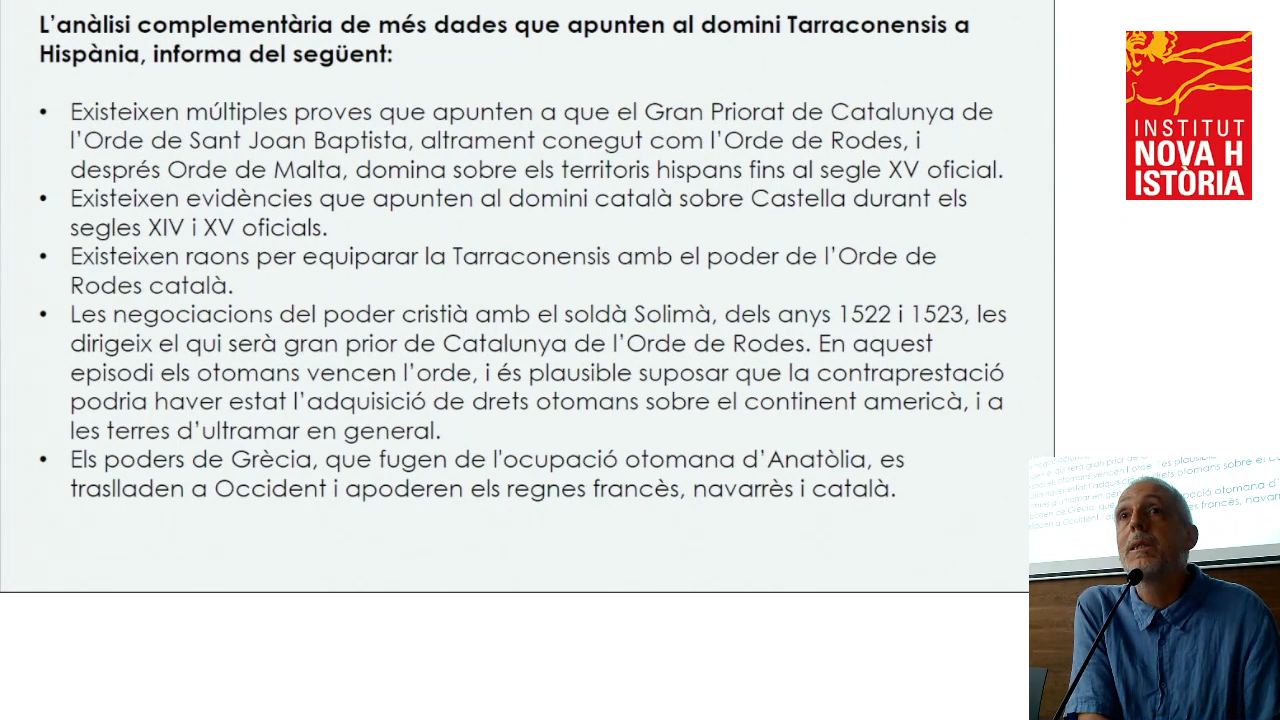 L'anàlisi complementària de més dades que apunten al domini Tarraconensis a
Hispània, informa del següent:
• Existeixen múltiples proves que apunten a que el Gran Priorat de Catalunya de
l'Orde de Sant Joan Baptista, altrament conegut com l'Orde de Rodes, i
després Orde de Malta, domina sobre els territoris hispans fins al segle XV oficial.
• Existeixen evidències que apunten al domini català sobre Castella durant els
segles XIV i XV oficials.
• Existeixen raons per equiparar la Tarraconensis amb el poder de l'Orde de
Rodes català.
• Les negociacions del poder cristià amb el soldà Solimà, dels anys 1522 i 1523, les
dirigeix el qui serà gran prior de Catalunya de l'Orde de Rodes. En aquest
episodi els otomans vencen l'orde, i és plausible suposar que la contraprestació
podria haver estat l'adquisició de drets otomans sobre el continent americà, i a
les terres d'ultramar en general.
• Els poders de Grècia, que fugen de l'ocupació otomana d'Anatòlia, es
traslladen a Occident i apoderen els regnes francès, navarrès i català.
INSTITUT
NOVA H
ISTÒRIA